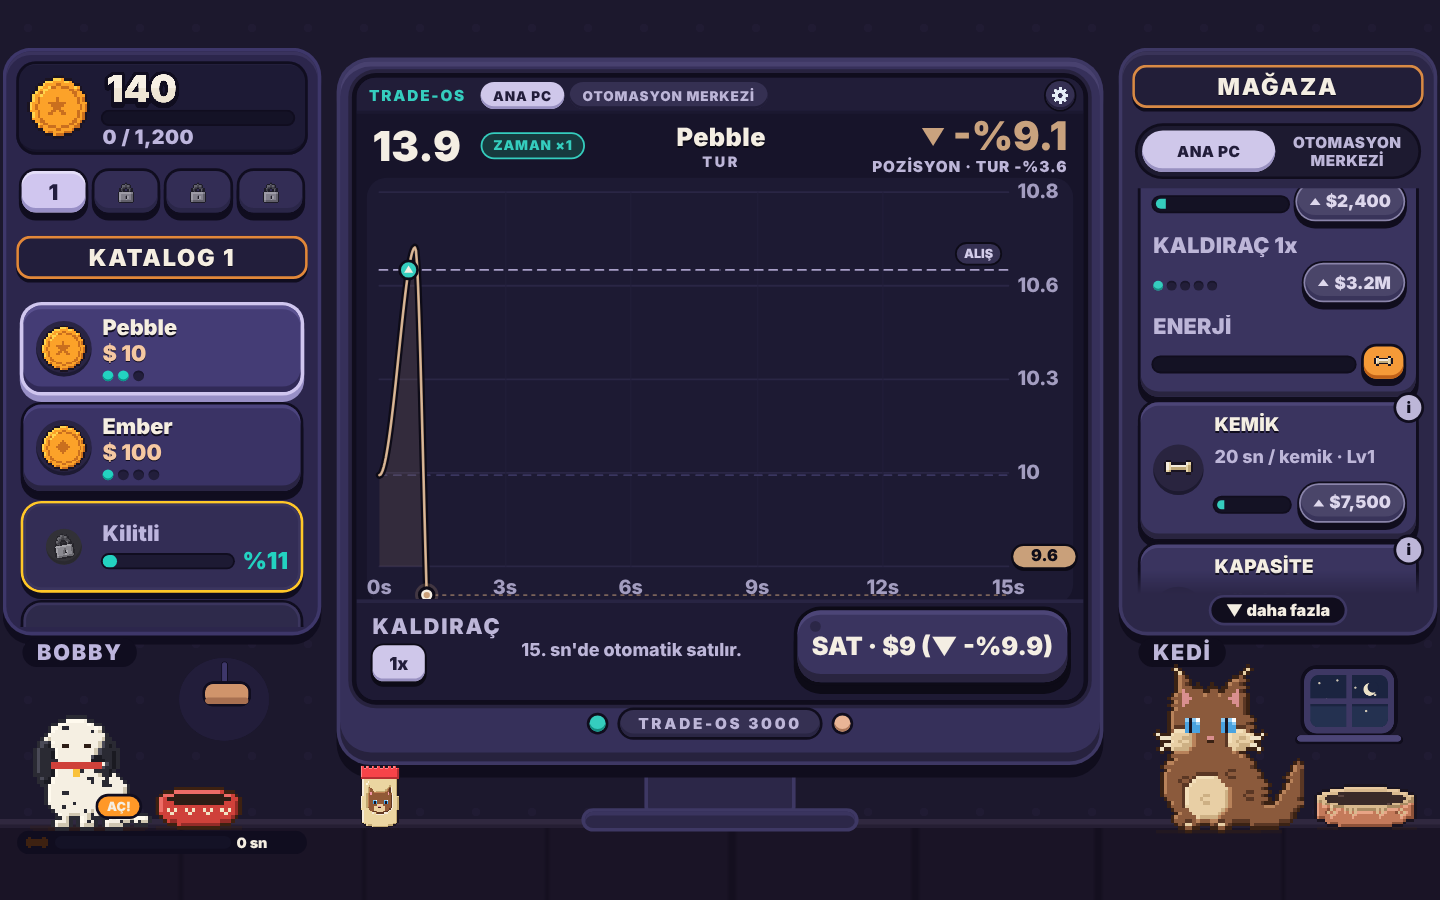 140
0 / 1,200
1
KATALOG 1
Pebble
$ 10
Ember
$ 100
Kilitli
%11
BOBBY
AÇ!
0 sn
TRADE-OS
ANA PC
OTOMASYON MERKEZİ
13.9
ZAMAN ×1
Pebble
TUR
▼ -%9.1
POZİSYON · TUR -%3.6
10.8
ALIŞ
10.6
10.3
10
9.6
0s
3s
6s
9s
12s
15s
KALDIRAÇ
1x
15. sn'de otomatik satılır.
SAT · $9 (▼ -%9.9)
TRADE-OS 3000
MAĞAZA
ANA PC
OTOMASYON
MERKEZİ
▲ $2,400
KALDIRAÇ 1x
▲ $3.2M
ENERJİ
i
KEMİK
20 sn / kemik · Lv1
▲ $7,500
i
KAPASİTE
▼ daha fazla
KEDİ